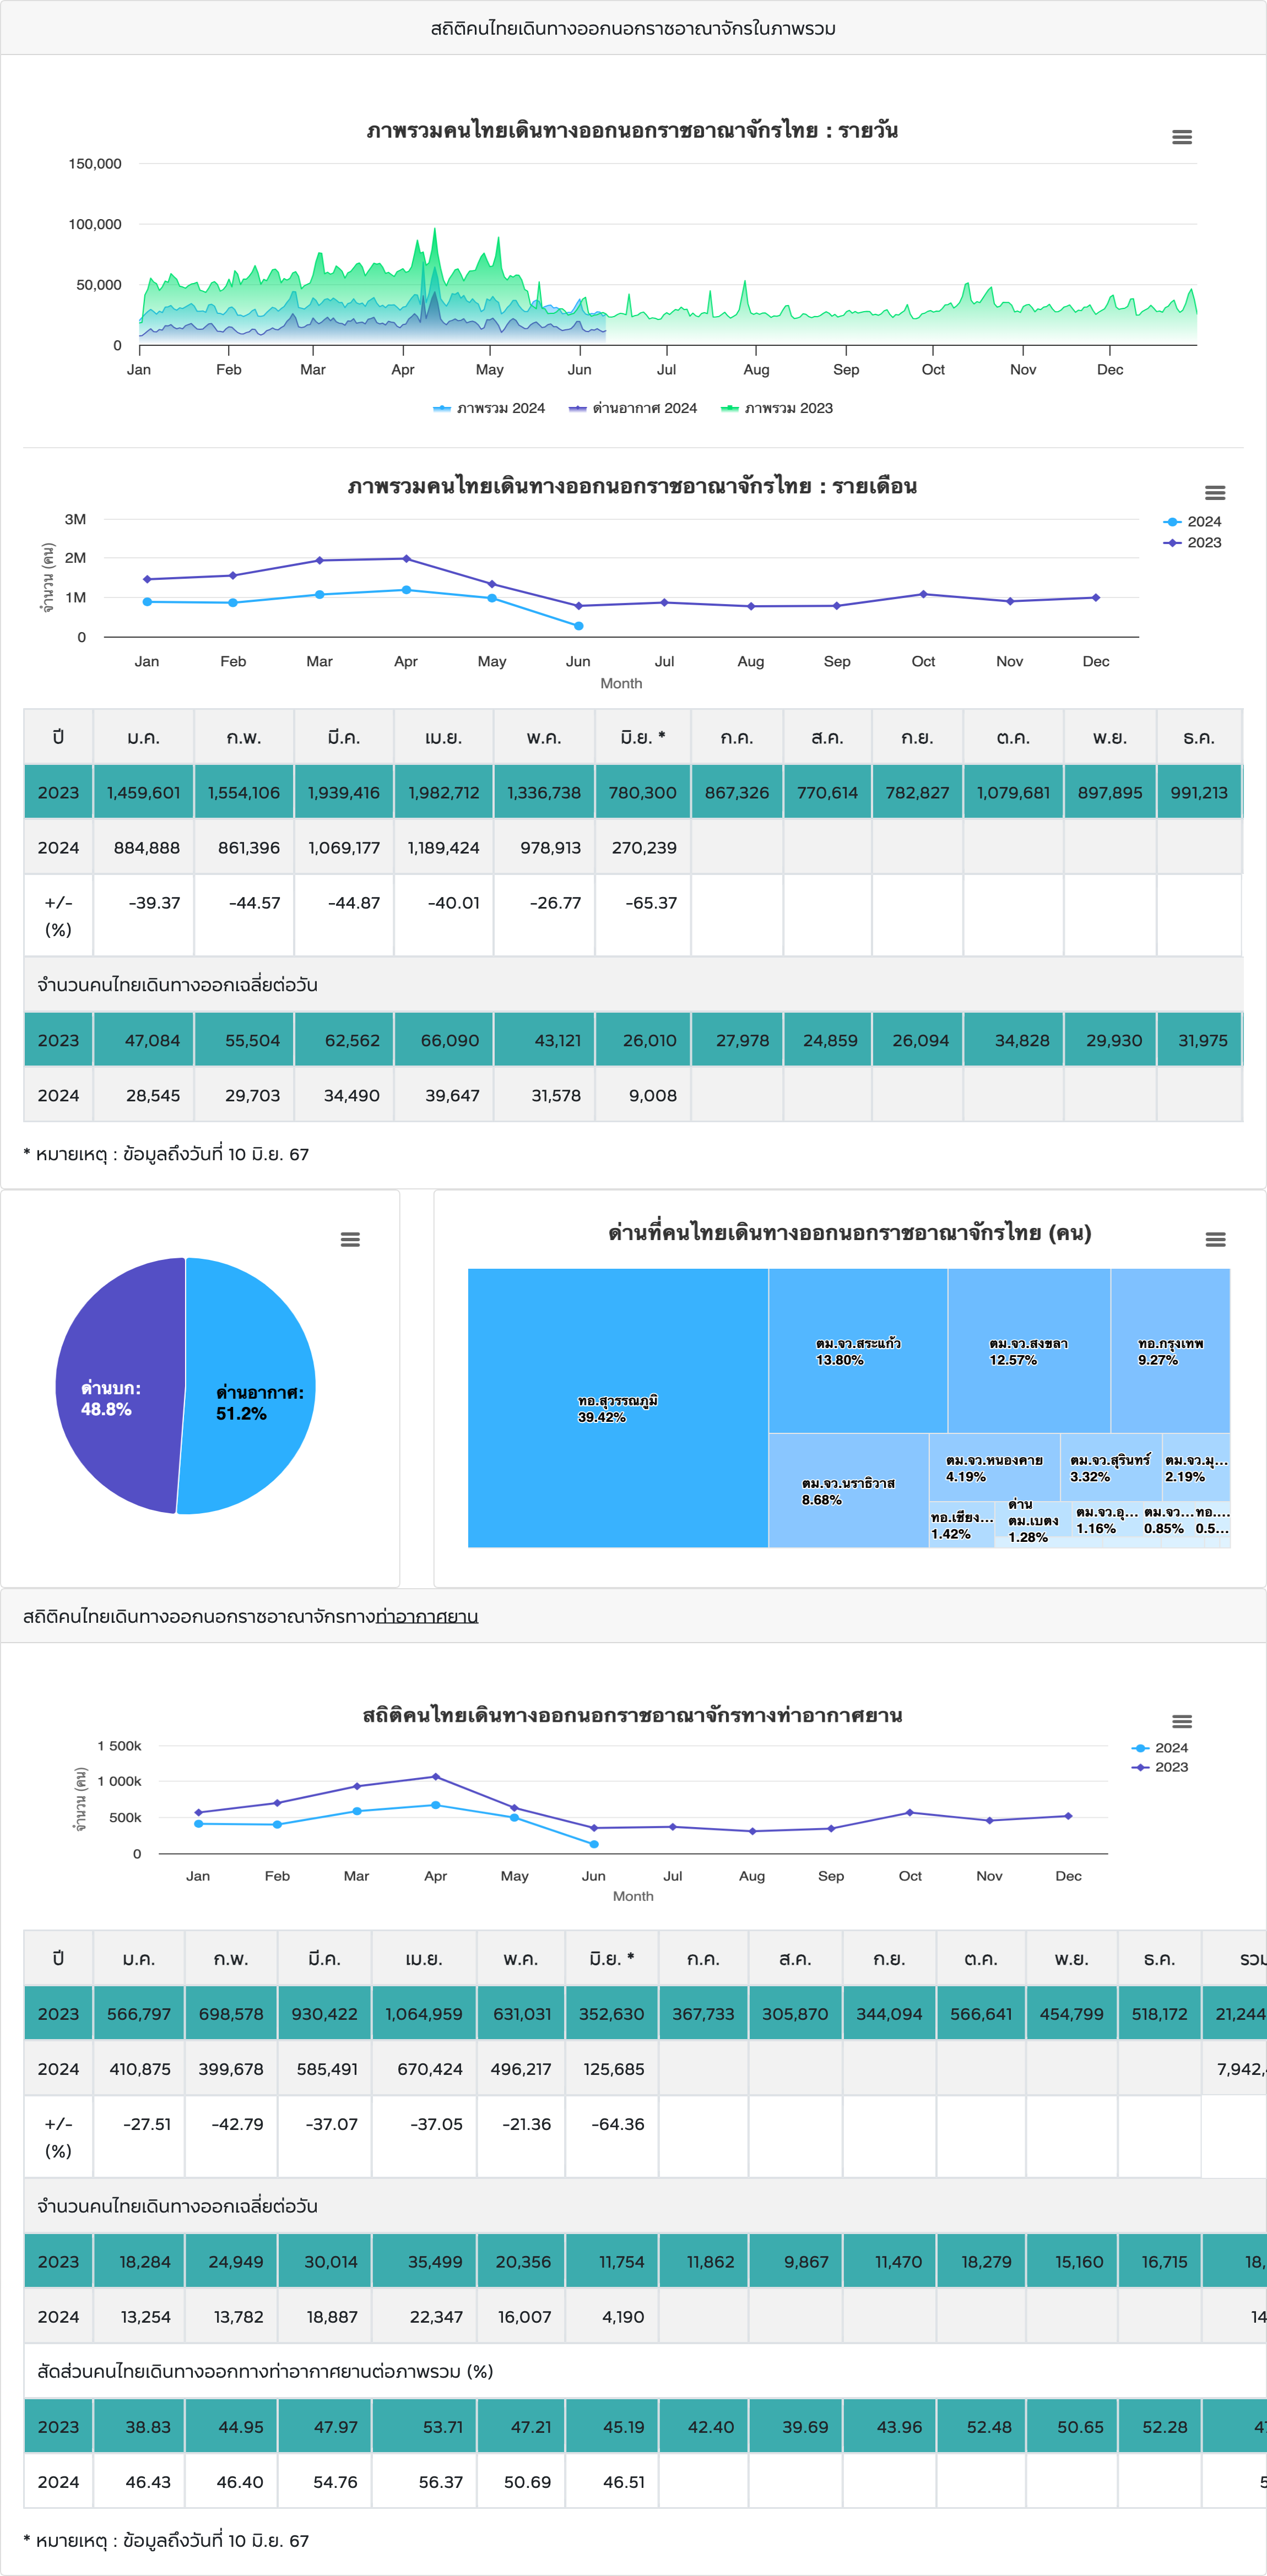 สถิติคนไทยเดินทางออกนอกราชอาณาจักรในภาพรวม
ภาพรวมคนไทยเดินทางออกนอกราชอาณาจักรไทย : รายวัน
150,000
100,000
50,000
0
Jan Feb Mar Apr May Jun Jul Aug Sep Oct Nov Dec
ภาพรวม 2024 ด่านอากาศ 2024 ภาพรวม 2023
ภาพรวมคนไทยเดินทางออกนอกราชอาณาจักรไทย : รายเดือน
จำนวน (คน)
3M
2M
1M
0
2024
2023
Jan Feb Mar Apr May Jun Jul Aug Sep Oct Nov Dec
Month
ปี ม.ค. ก.พ. มี.ค. เม.ย. พ.ค. มิ.ย. * ก.ค. ส.ค. ก.ย. ต.ค. พ.ย. ธ.ค.
2023 1,459,601 1,554,106 1,939,416 1,982,712 1,336,738 780,300 867,326 770,614 782,827 1,079,681 897,895 991,213
2024 884,888 861,396 1,069,177 1,189,424 978,913 270,239
+/- -39.37 -44.57 -44.87 -40.01 -26.77 -65.37
(%)
จำนวนคนไทยเดินทางออกเฉลี่ยต่อวัน
2023 47,084 55,504 62,562 66,090 43,121 26,010 27,978 24,859 26,094 34,828 29,930 31,975
2024 28,545 29,703 34,490 39,647 31,578 9,008
* หมายเหตุ : ข้อมูลถึงวันที่ 10 มิ.ย. 67
ด่านบก:
48.8%
ด่านอากาศ:
51.2%
ด่านที่คนไทยเดินทางออกนอกราชอาณาจักรไทย (คน)
ทอ.สุวรรณภูมิ
39.42%
ตม.จว.สระแก้ว
13.80%
ตม.จว.สงขลา
12.57%
ทอ.กรุงเทพ
9.27%
ตม.จว.นราธิวาส
8.68%
ตม.จว.หนองคาย
4.19%
ตม.จว.สุรินทร์
3.32%
ตม.จว.มุ...
2.19%
ทอ.เชียง...
1.42%
ด่าน
ตม.เบตง
1.28%
ตม.จว.อุ...
1.16%
ตม.จว...
0.85%
ทอ....
0.5...
สถิติคนไทยเดินทางออกนอกราชอาณาจักรทางท่าอากาศยาน
สถิติคนไทยเดินทางออกนอกราชอาณาจักรทางท่าอากาศยาน
จำนวน (คน)
1 500k
1 000k
500k
0
2024
2023
Jan Feb Mar Apr May Jun Jul Aug Sep Oct Nov Dec
Month
ปี ม.ค. ก.พ. มี.ค. เม.ย. พ.ค. มิ.ย. * ก.ค. ส.ค. ก.ย. ต.ค. พ.ย. ธ.ค. รวม
2023 566,797 698,578 930,422 1,064,959 631,031 352,630 367,733 305,870 344,094 566,641 454,799 518,172 21,244
2024 410,875 399,678 585,491 670,424 496,217 125,685 7,942,
+/- -27.51 -42.79 -37.07 -37.05 -21.36 -64.36
(%)
จำนวนคนไทยเดินทางออกเฉลี่ยต่อวัน
2023 18,284 24,949 30,014 35,499 20,356 11,754 11,862 9,867 11,470 18,279 15,160 16,715 18,
2024 13,254 13,782 18,887 22,347 16,007 4,190 14
สัดส่วนคนไทยเดินทางออกทางท่าอากาศยานต่อภาพรวม (%)
2023 38.83 44.95 47.97 53.71 47.21 45.19 42.40 39.69 43.96 52.48 50.65 52.28 47
2024 46.43 46.40 54.76 56.37 50.69 46.51 5
* หมายเหตุ : ข้อมูลถึงวันที่ 10 มิ.ย. 67